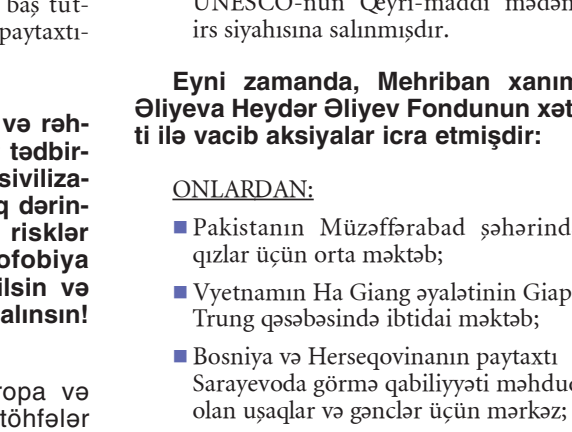 baş tut-
paytaxtı-
və rəh-
tədbir-
siviliza-
q dərin-
risklər
ofobiya
ilsin və
alınsın!
ropa və
töhfələr
UNESCO-nun Qeyri-maddi mədəni
irs siyahısına salınmışdır.
Eyni zamanda, Mehriban xanım
Əliyeva Heydər Əliyev Fondunun xət-
ti ilə vacib aksiyalar icra etmişdir:
ONLARDAN:
■ Pakistanın Müzəffərabad şəhərind
qızlar üçün orta məktəb;
■ Vyetnamın Ha Giang əyalətinin Giap
Trung qəsəbəsində ibtidai məktəb;
■ Bosniya və Herseqovinanın paytaxtı
Sarayevoda görmə qabiliyyəti məhdud
olan uşaqlar və gənclər üçün mərkəz;